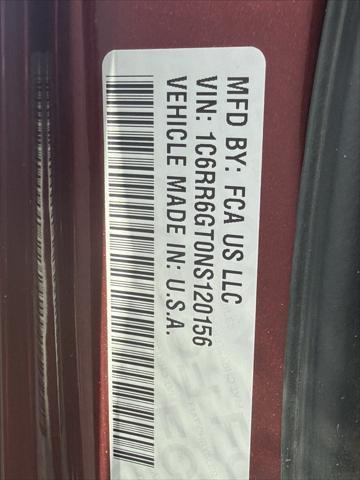 MFD BY: FCA US LLC
VIN: 1C6RR6GT0NS120156
VEHICLE MADE IN: U.S.A.